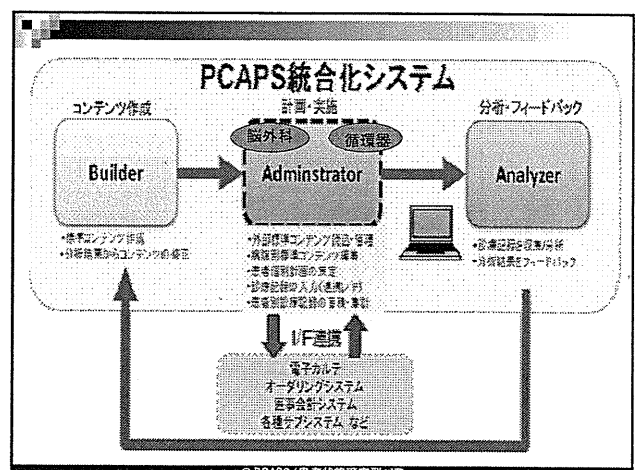 PCAPS統合化システム
コンテンツ作成
計画・実施
分析・フィードバック
脳外科
循環器
Builder
Adminstrator
Analyzer
・標準コンテンツ作成
・分析結果からコンテンツの修正
・外部標準コンテンツ読込・管理
・病院別標準コンテンツ編集
・患者個別計画の策定
・診療記録の入力
・患者別診療記録の蓄積・集計
・診療記録を収集/分析
・分析結果をフィードバック
I/F連携
電子カルテ
オーダリングシステム
医事会計システム
各種サブシステム など